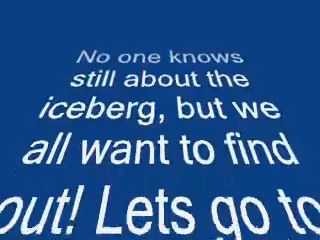 No one knows
still about the
iceberg, but we
all want to find
out! Lets go to